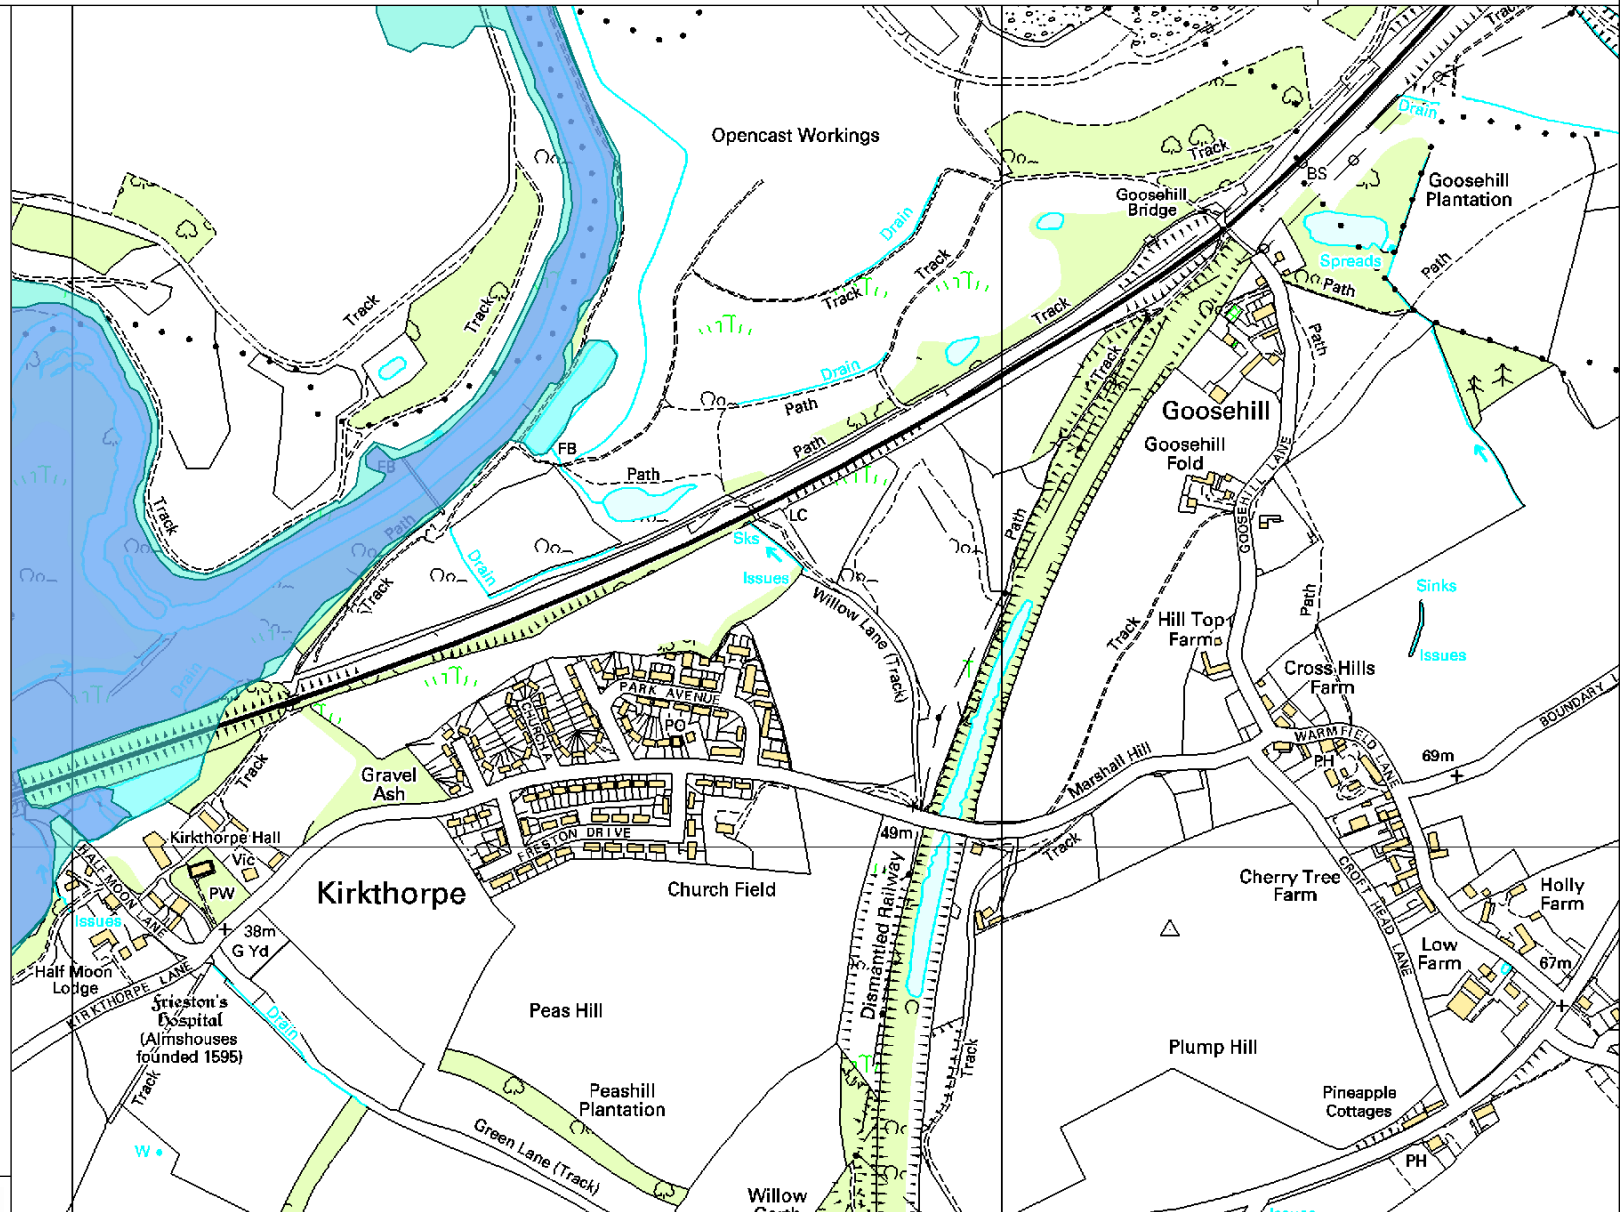 Track
Opencast Workings
Drain
Track
BS
Goosehill
Plantation
Goosehill
Bridge
Drain
Track
Path
Spreads
Path
Track
Track
Track
Track
Path
Track
Drain
Path
Goosehill
Path
Goosehill
Fold
GOOSEHILL LANE
FB
FB
Path
LC
Path
Track
Path
Sks
Issues
Drain
Track
Willow Lane (Track)
Sinks
Issues
Path
Hill Top
Farm
Track
Cross Hills
Farm
Drain
PARK AVENUE
CHURCH
PO
BOUNDARY
WARMFIELD LANE
PH
69m
Marshall Hill
Gravel
Ash
Track
Kirkthorpe Hall
Vic
PW
FRESTON DRIVE
49m
Track
HALF MOON LANE
Kirkthorpe
Church Field
Dismantled Railway
Cherry Tree
Farm
CROFT HEAD LANE
Holly
Farm
Issues
38m
G Yd
Low
Farm
67m
Half Moon
Lodge
KIRKTHORPE LANE
Frieston's
Hospital
(Almshouses
founded 1595)
Drain
Peas Hill
Plump Hill
Track
Track
Peashill
Plantation
Pineapple
Cottages
Green Lane (Track)
W
PH
Willow
Garth
Issues